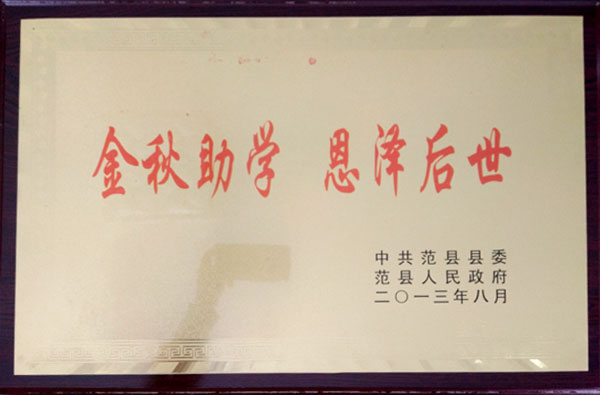 金秋助学 恩泽后世
中共范县县委
范县人民政府
二〇一三年八月